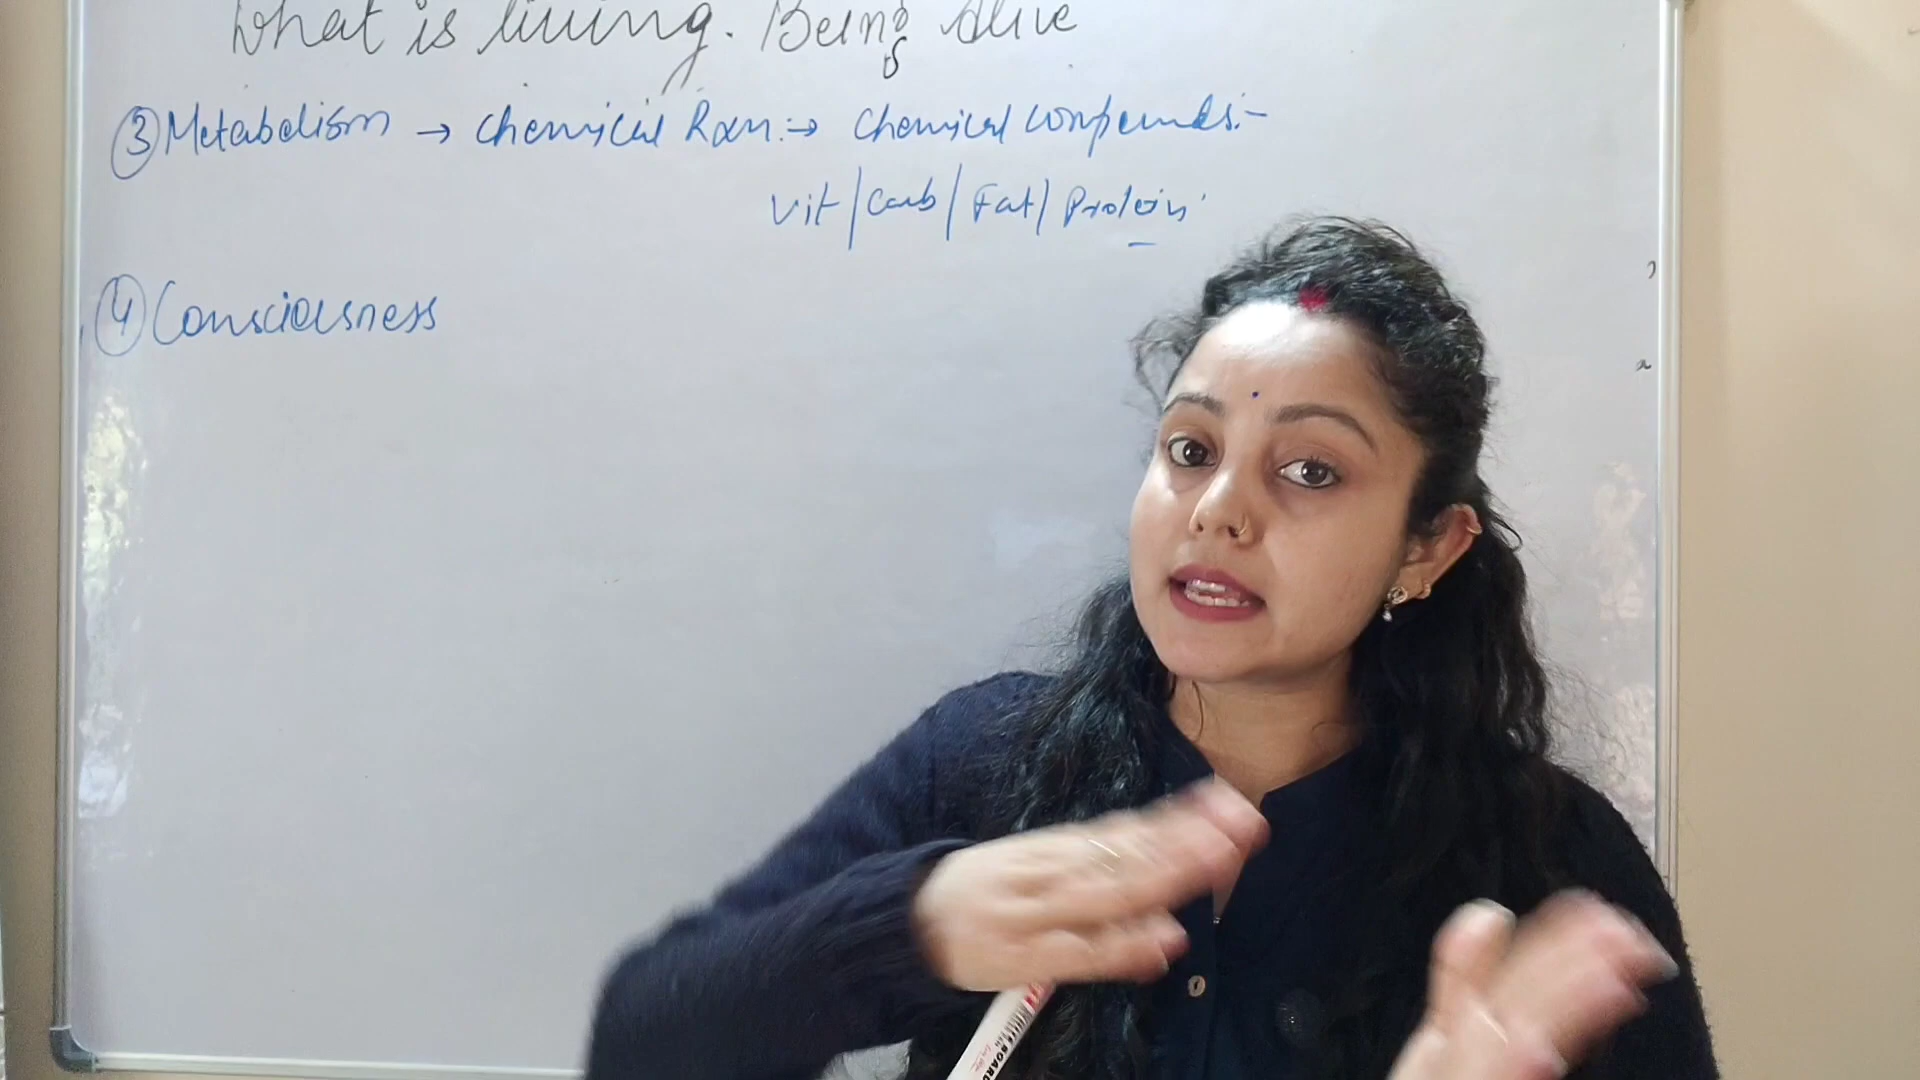 What is living. Being Alive
③ Metabolism → Chemical Rxn. :→ Chemical compounds:-
Vit / Carb / Fat / Protein
④ Consciousness